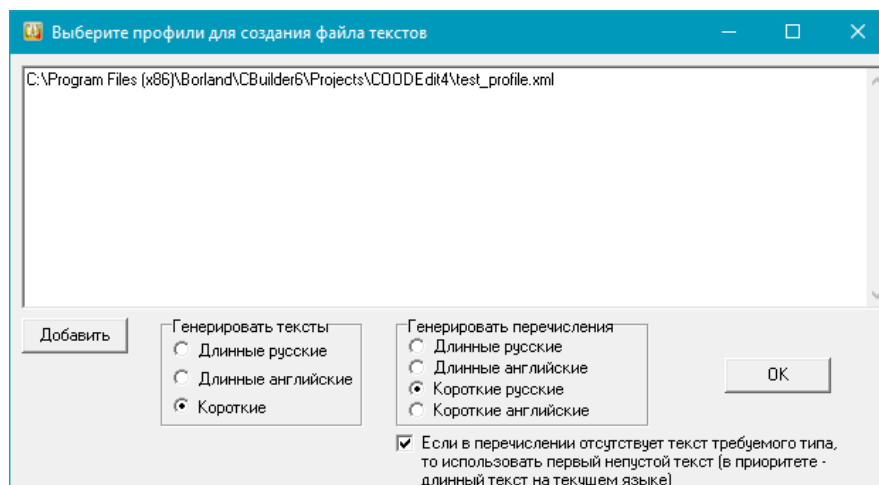 Выберите профили для создания файла текстов
C:\Program Files (x86)\Borland\CBuilder6\Projects\COODEdit4\test_profile.xml
Добавить
Генерировать тексты
Длинные русские
Длинные английские
Короткие
Генерировать перечисления
Длинные русские
Длинные английские
Короткие русские
Короткие английские
OK
Если в перечислении отсутствует текст требуемого типа,
то использовать первый непустой текст (в приоритете -
длинный текст на текущем языке)